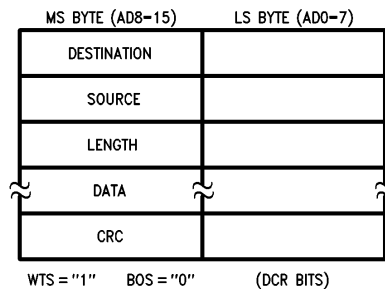 MS BYTE (AD8-15) LS BYTE (AD0-7)
DESTINATION
SOURCE
LENGTH
DATA
CRC
WTS = "1" BOS = "0" (DCR BITS)